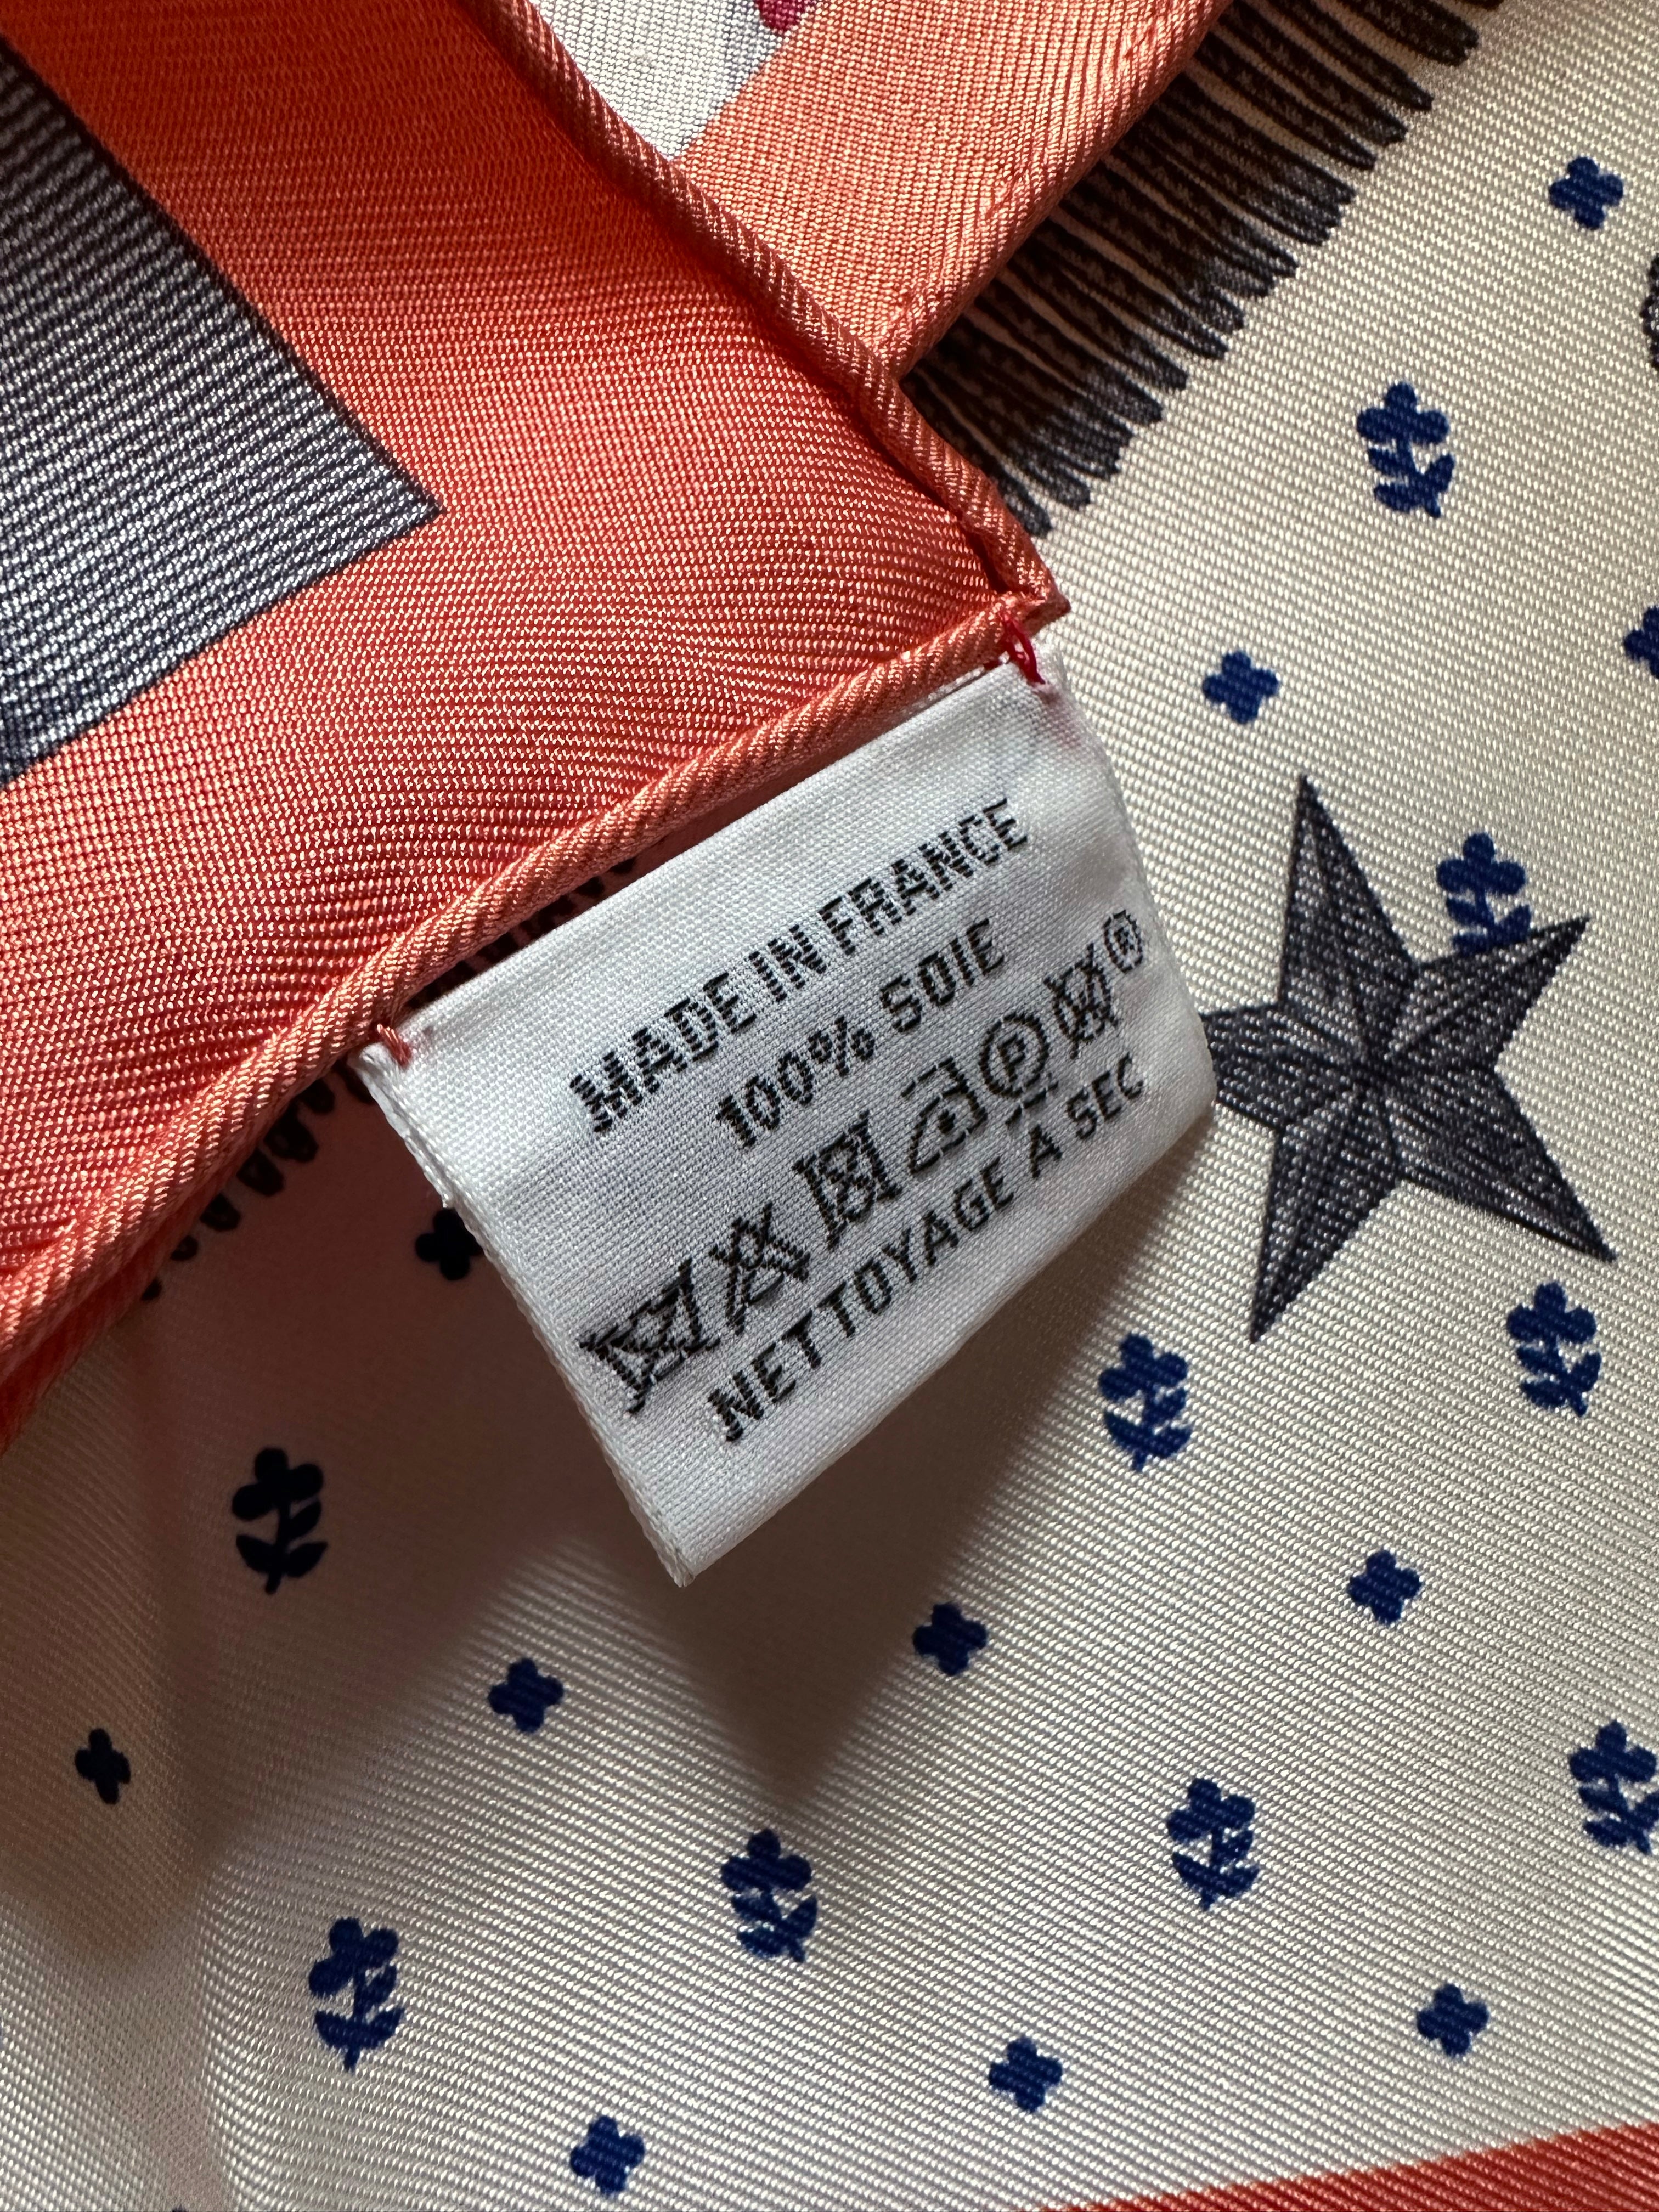 MADE IN FRANCE
100% SOIE
P ®
NETTOYAGE A SEC